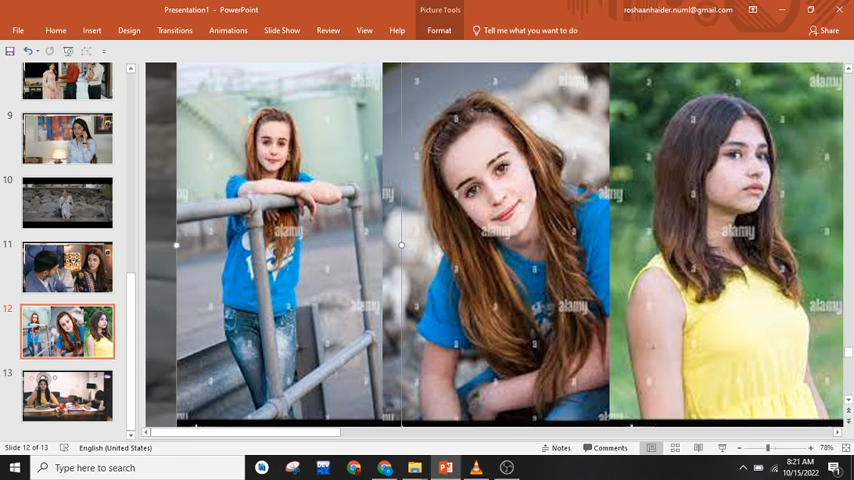 Presentation1 - PowerPoint
Picture Tools
roshaanhaider.numl@gmail.com
File Home Insert Draw Design Transitions Animations Slide Show Review View Help Format Tell me what you want to do Share
9
10
11
12
13
a a alamy a alamy
a a a
alamy alamy alamy
a a a
alamy alamy
a a a
Slide 12 of 13 English (United States) Notes Comments 78%
Type here to search
DEV
8:21 AM
10/15/2022
1